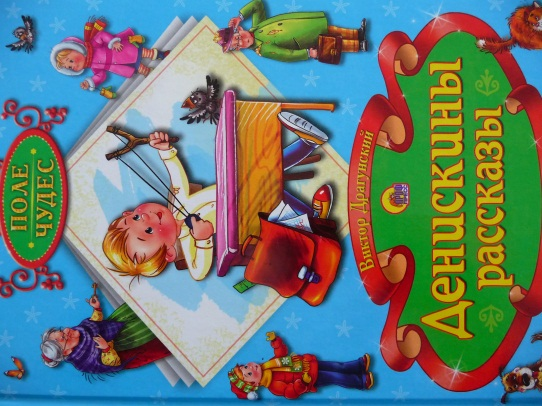 ПОЛЕ
ЧУДЕС
Виктор Драгунский
Денискины
рассказы